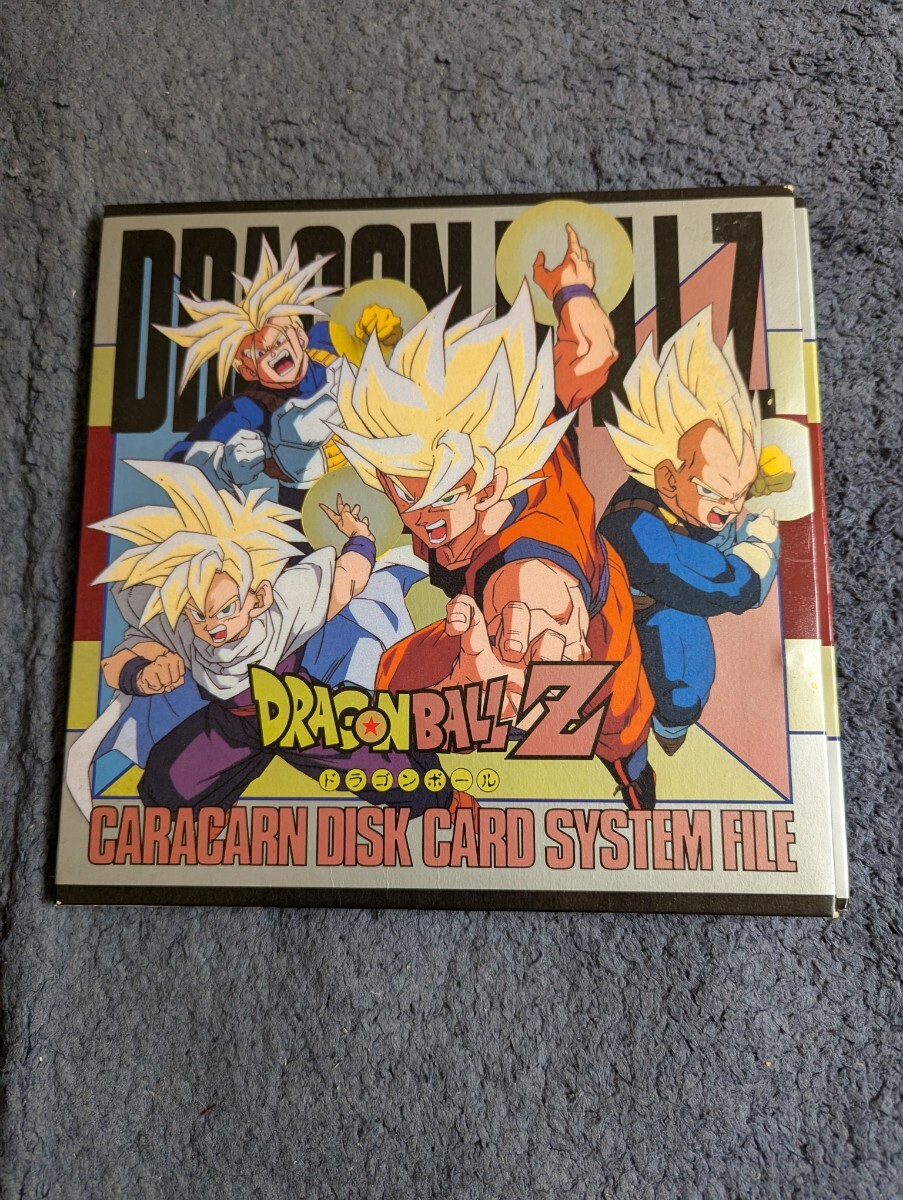 DRAGON BALL Z
DRAGON BALL Z
ドラゴンボール
CARACARN DISK CARD SYSTEM FILE